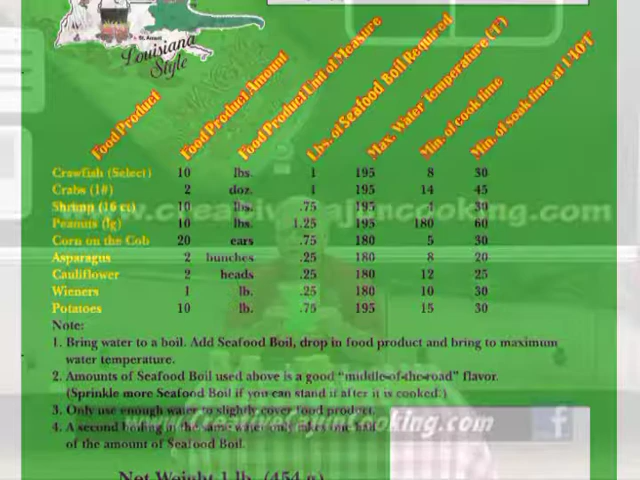 St. Amant
Louisiana
Style
Food Product
Food Product Amount
Food Product Unit of Measure
Lbs. of Seafood Boil Required
Max. Water Temperature (°F)
Min. of cook time
Min. of soak time at 140°F
Crawfish (Select) 10 lbs. 1 195 8 30
Crabs (1#) 2 doz. 1 195 14 45
Shrimp (16 ct) 10 lbs. .75 195 30
Peanuts (lg) 10 lbs. 1.25 195 180 60
Corn on the Cob 20 ears .75 180 5 30
Asparagus 2 bunches .25 180 8 20
Cauliflower 2 heads .25 180 12 25
Wieners 1 lb. .25 180 10 30
Potatoes 10 lb. .75 195 15 30
Note:
1. Bring water to a boil. Add Seafood Boil, drop in food product and bring to maximum
water temperature.
2. Amounts of Seafood Boil used above is a good "middle-of-the-road" flavor.
(Sprinkle more Seafood Boil if you can stand it after it is cooked.)
3. Only use enough water to slightly cover food product.
4. A second boiling in the same water only takes one half
of the amount of Seafood Boil.
Net Weight 1 lb. (454 g)